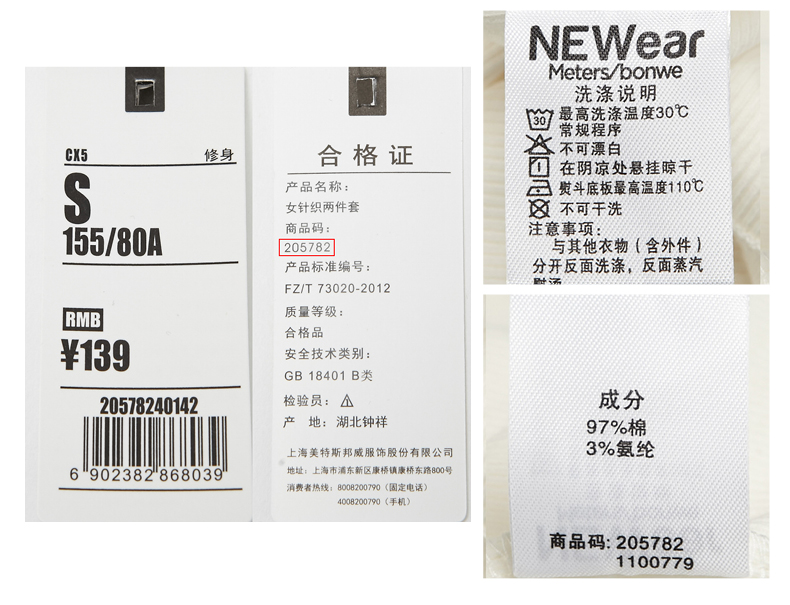 CX5 修身
S
155/80A
RMB
¥139
20578240142
6 902382 868039
合格证
产品名称:
女针织两件套
商品码:
205782
产品标准编号:
FZ/T 73020-2012
质量等级:
合格品
安全技术类别:
GB 18401 B类
检验员:
产 地: 湖北钟祥
上海美特斯邦威服饰股份有限公司
地址: 上海市浦东新区康桥镇康桥东路800号
消费者热线: 8008200790 (固定电话)
4008200790 (手机)
NEWear
Meters/bonwe
洗涤说明
30 最高洗涤温度30℃
常规程序
不可漂白
在阴凉处悬挂晾干
熨斗底板最高温度110℃
不可干洗
注意事项:
与其他衣物 (含外件)
分开反面洗涤, 反面蒸汽
熨烫
成分
97%棉
3%氨纶
商品码: 205782
1100779